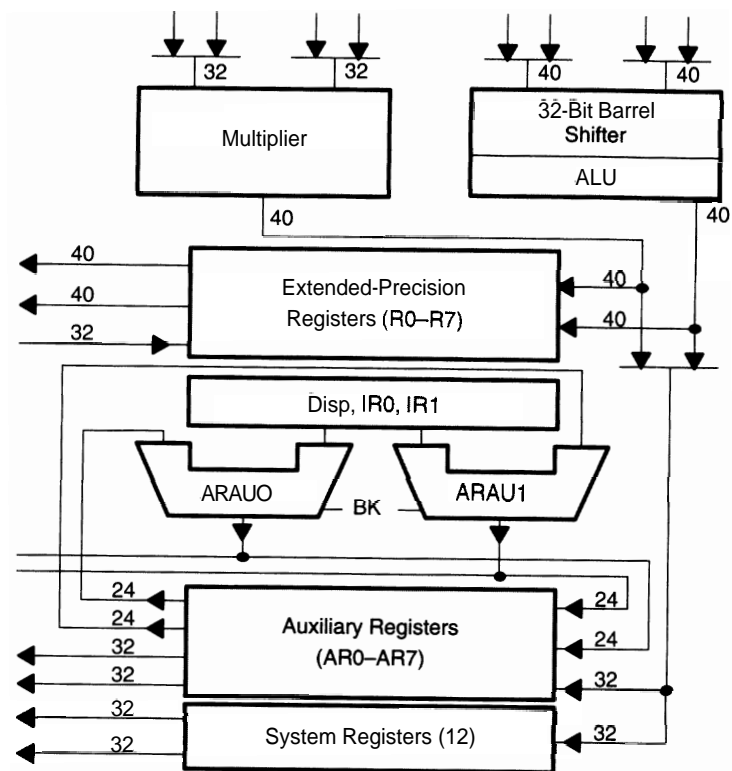 32
32
40
40
Multiplier
32-Bit Barrel
Shifter
ALU
40
40
40
40
32
Extended-Precision
Registers (R0–R7)
40
40
Disp, IR0, IR1
ARAUO
BK
ARAU1
24
24
32
32
Auxiliary Registers
(AR0–AR7)
24
24
32
32
32
System Registers (12)
32